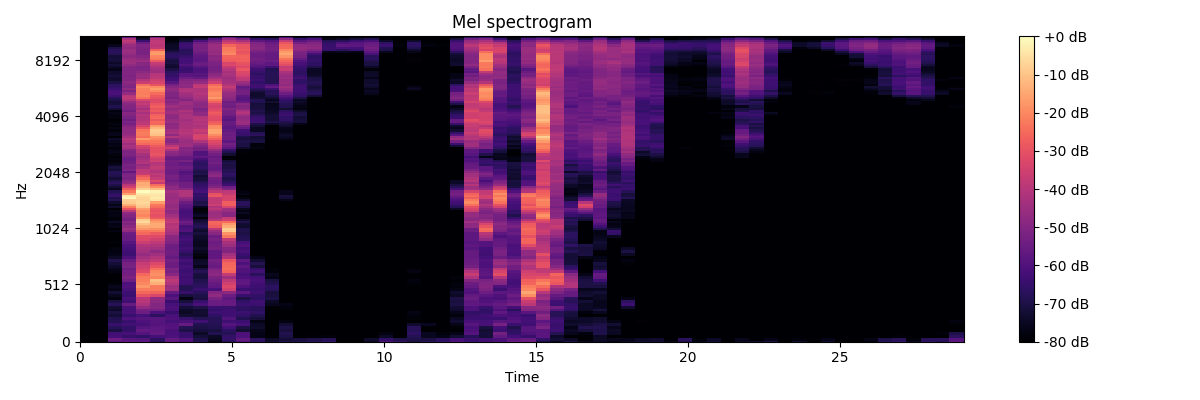 Mel spectrogram
Hz
8192
4096
2048
1024
512
0
0 5 10 15 20 25
Time
+0 dB
-10 dB
-20 dB
-30 dB
-40 dB
-50 dB
-60 dB
-70 dB
-80 dB